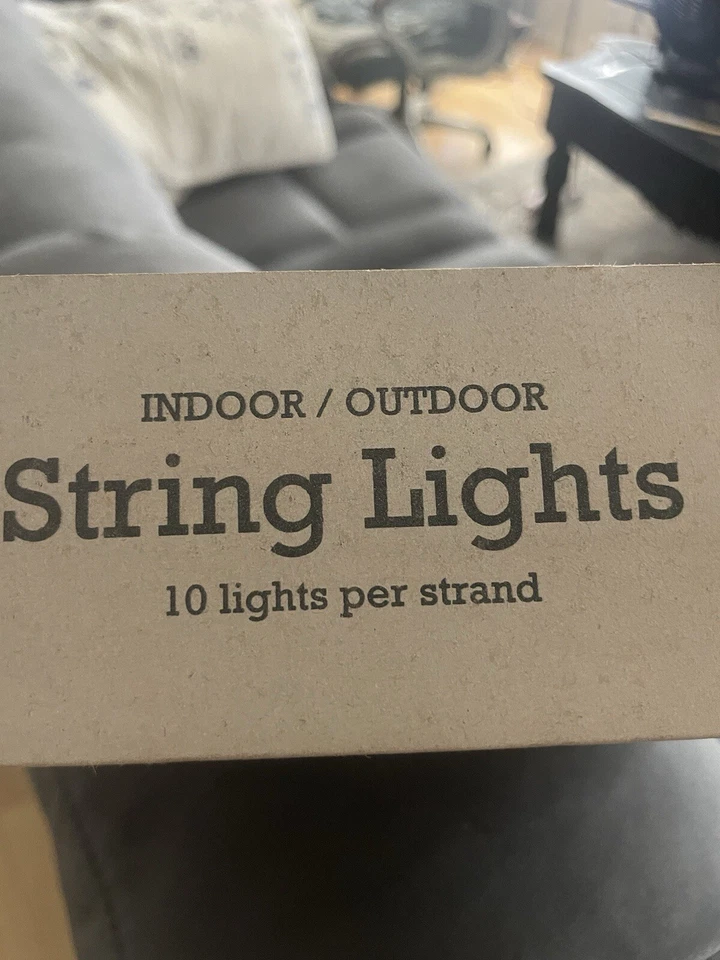 INDOOR / OUTDOOR
String Lights
10 lights per strand